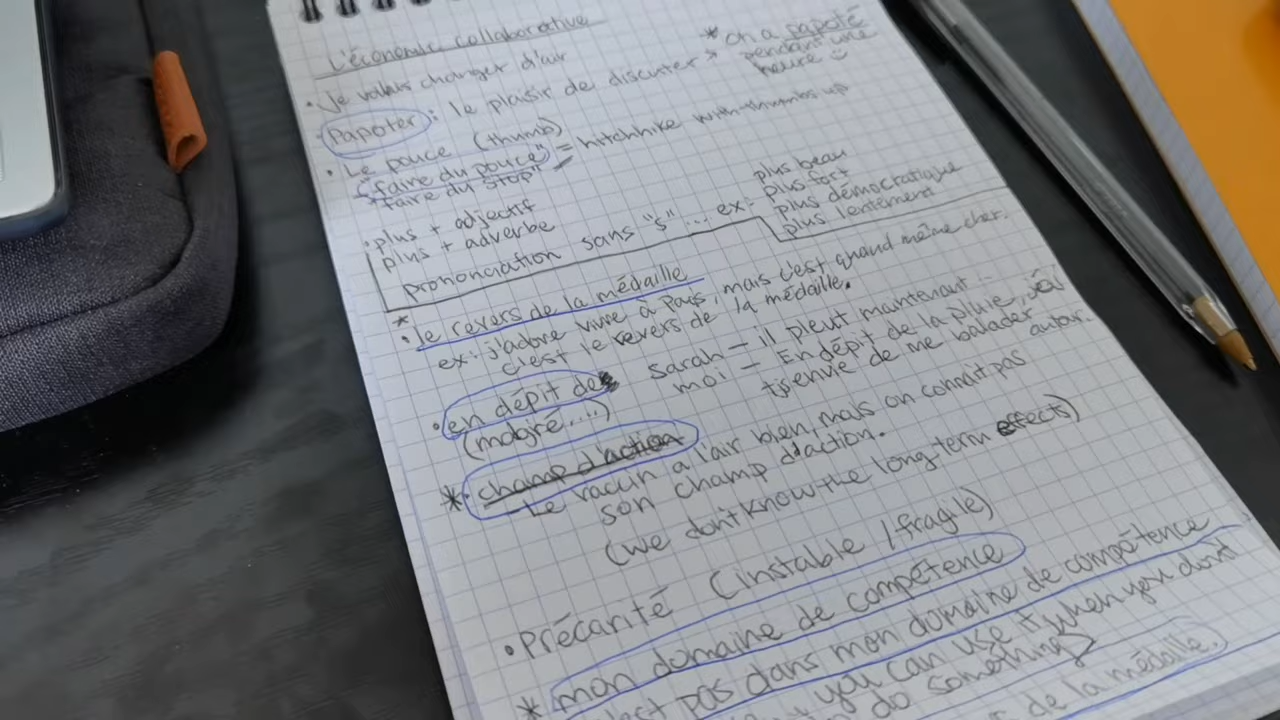 L'économie collaborative
• Je vais changer d'air
• Papoter : le plaisir de discuter → * on a papoté pendant une heure ☺
• Le pouce (thumb)
"faire du pouce" = hitchhike with thumbs up
"faire du stop"
• plus + adjectif
plus + adverbe
prononciation sans "s"... ex:
plus beau
plus fort
plus démocratique
plus lentement
*
• le revers de la médaille
ex: j'adore vivre à Paris, mais c'est quand même cher.
c'est le revers de la médaille.
• en dépit de
(malgré....)
Sarah — il pleut maintenant...
moi — En dépit de la pluie, j'ai
envie de me balader autour.
* • champ d'action
Le vaccin a l'air bien, mais on connait pas
son champ d'action.
(we don't know the long-term effects)
• Précarité (instable / fragile)
* mon domaine de compétence
pas dans mon domaine de compétence
you can use it when you don't
do something
de la médaille.